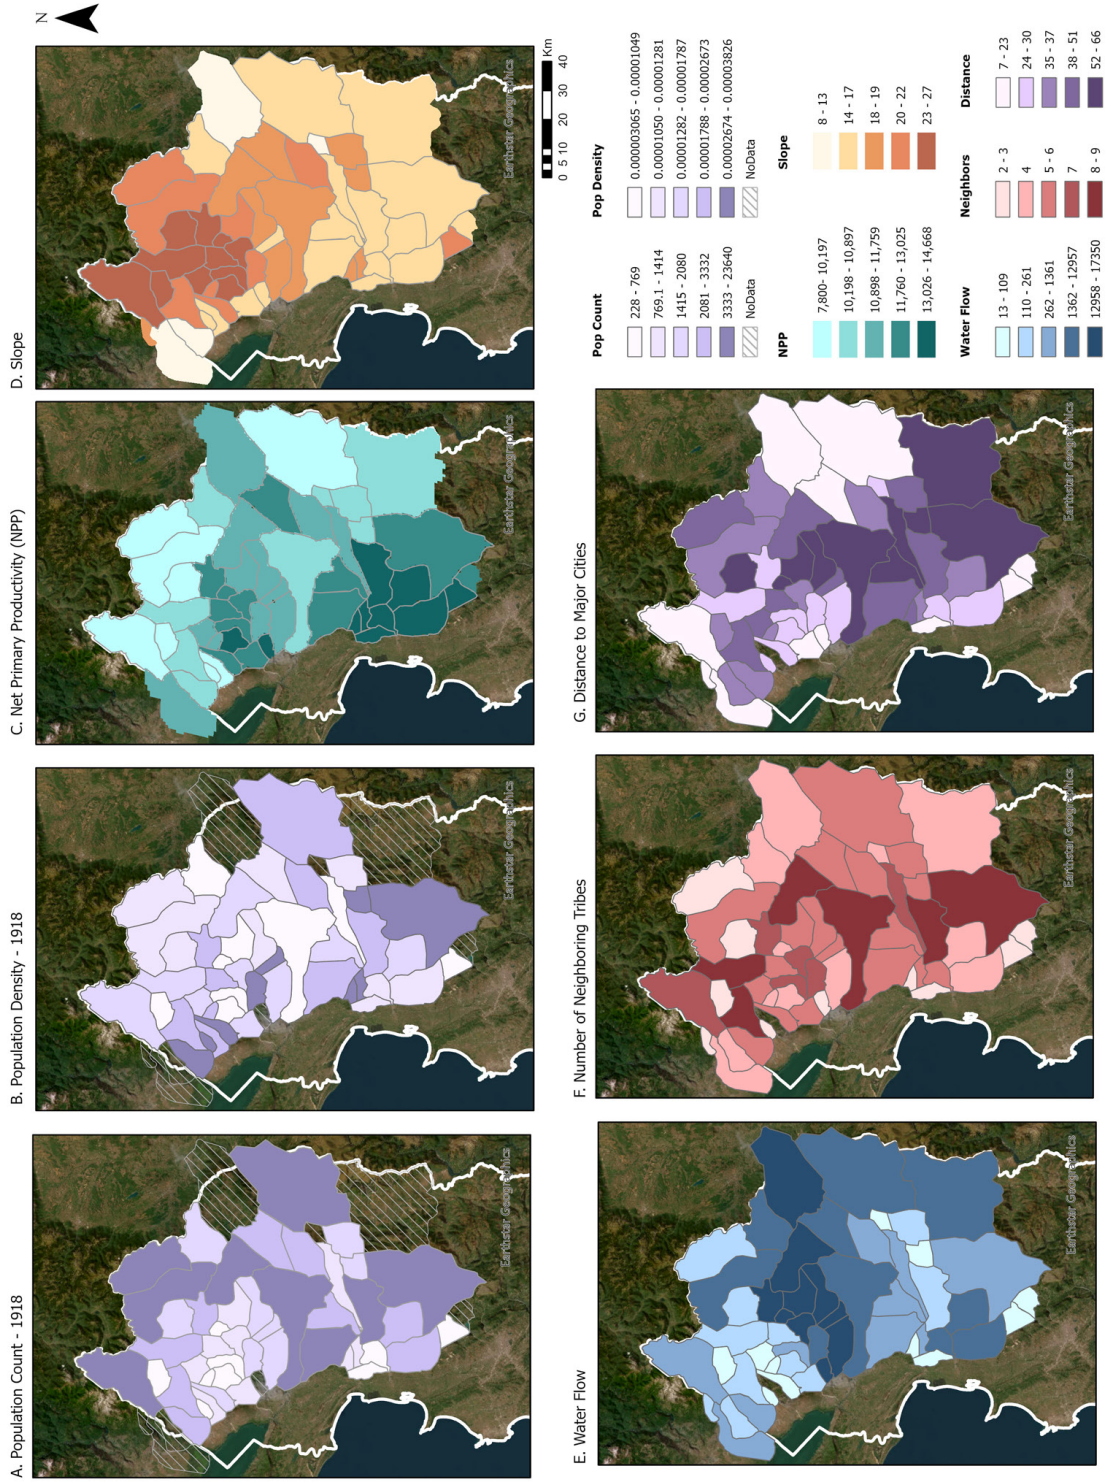 A. Population Count - 1918
Earthstar Geographics
B. Population Density - 1918
Earthstar Geographics
C. Net Primary Productivity (NPP)
Earthstar Geographics
D. Slope
Earthstar Geographics
N
0 5 10 20 30 40 Km
E. Water Flow
Earthstar Geographics
F. Number of Neighboring Tribes
Earthstar Geographics
G. Distance to Major Cities
Earthstar Geographics
Pop Count
228 - 769
769.1 - 1414
1415 - 2080
2081 - 3332
3333 - 23640
NoData
Pop Density
0.000003065 - 0.00001049
0.00001050 - 0.00001281
0.00001282 - 0.00001787
0.00001788 - 0.00002673
0.00002674 - 0.00003826
NoData
NPP
7,800- 10,197
10,198 - 10,897
10,898 - 11,759
11,760 - 13,025
13,026 - 14,668
Slope
8 - 13
14 - 17
18 - 19
20 - 22
23 - 27
Water Flow
13 - 109
110 - 261
262 - 1361
1362 - 12957
12958 - 17350
Neighbors
2 - 3
4
5 - 6
7
8 - 9
Distance
7 - 23
24 - 30
35 - 37
38 - 51
52 - 66